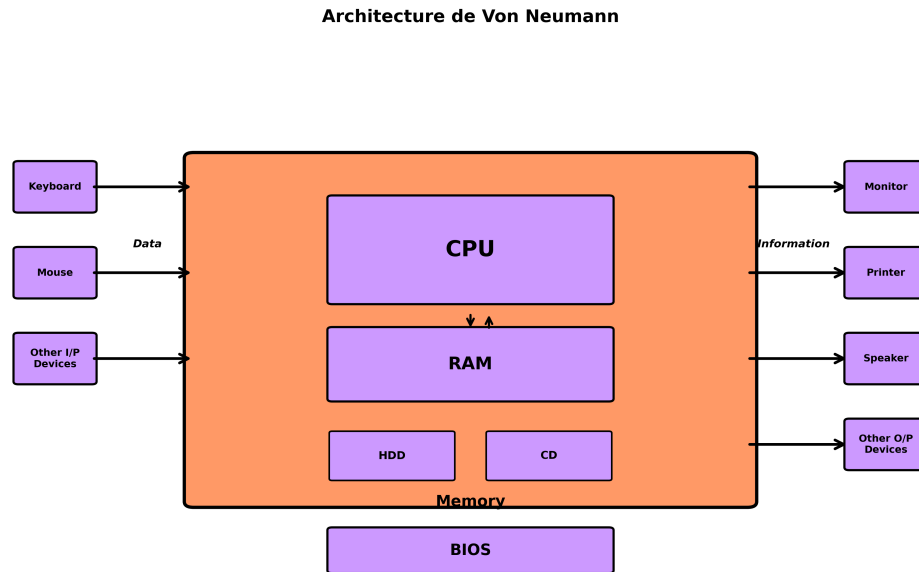 Architecture de Von Neumann
Keyboard
Monitor
CPU
Data
Information
Mouse
Printer
Other I/P
Devices
RAM
Speaker
HDD
CD
Other O/P
Devices
Memory
BIOS